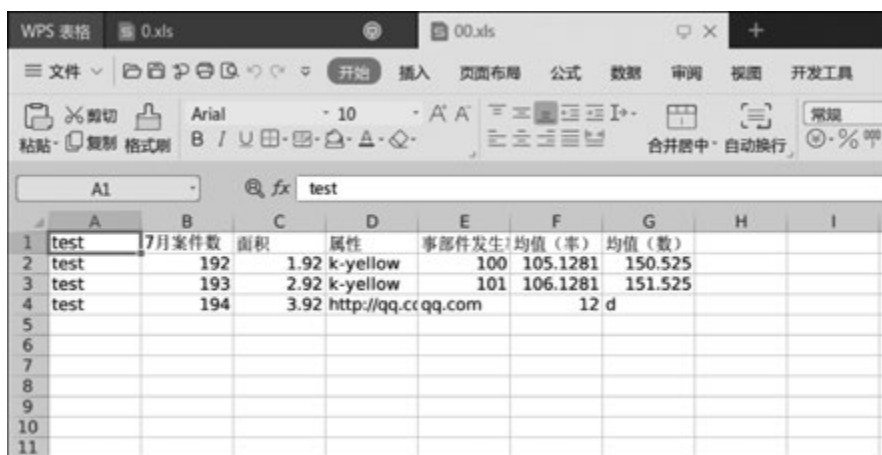 WPS 表格 0.xls 00.xls
文件 开始 插入 页面布局 公式 数据 审阅 视图 开发工具
剪切 Arial 10 A A 常规
粘贴 复制 格式刷 B I U A 合并居中 自动换行 %
A1 fx test
A B C D E F G H I
1 test 7月案件数 面积 属性 事部件发生 均值（率） 均值（数）
2 test 192 1.92 k-yellow 100 105.1281 150.525
3 test 193 2.92 k-yellow 101 106.1281 151.525
4 test 194 3.92 http://qq.cc qq.com 12 d
5
6
7
8
9
10
11